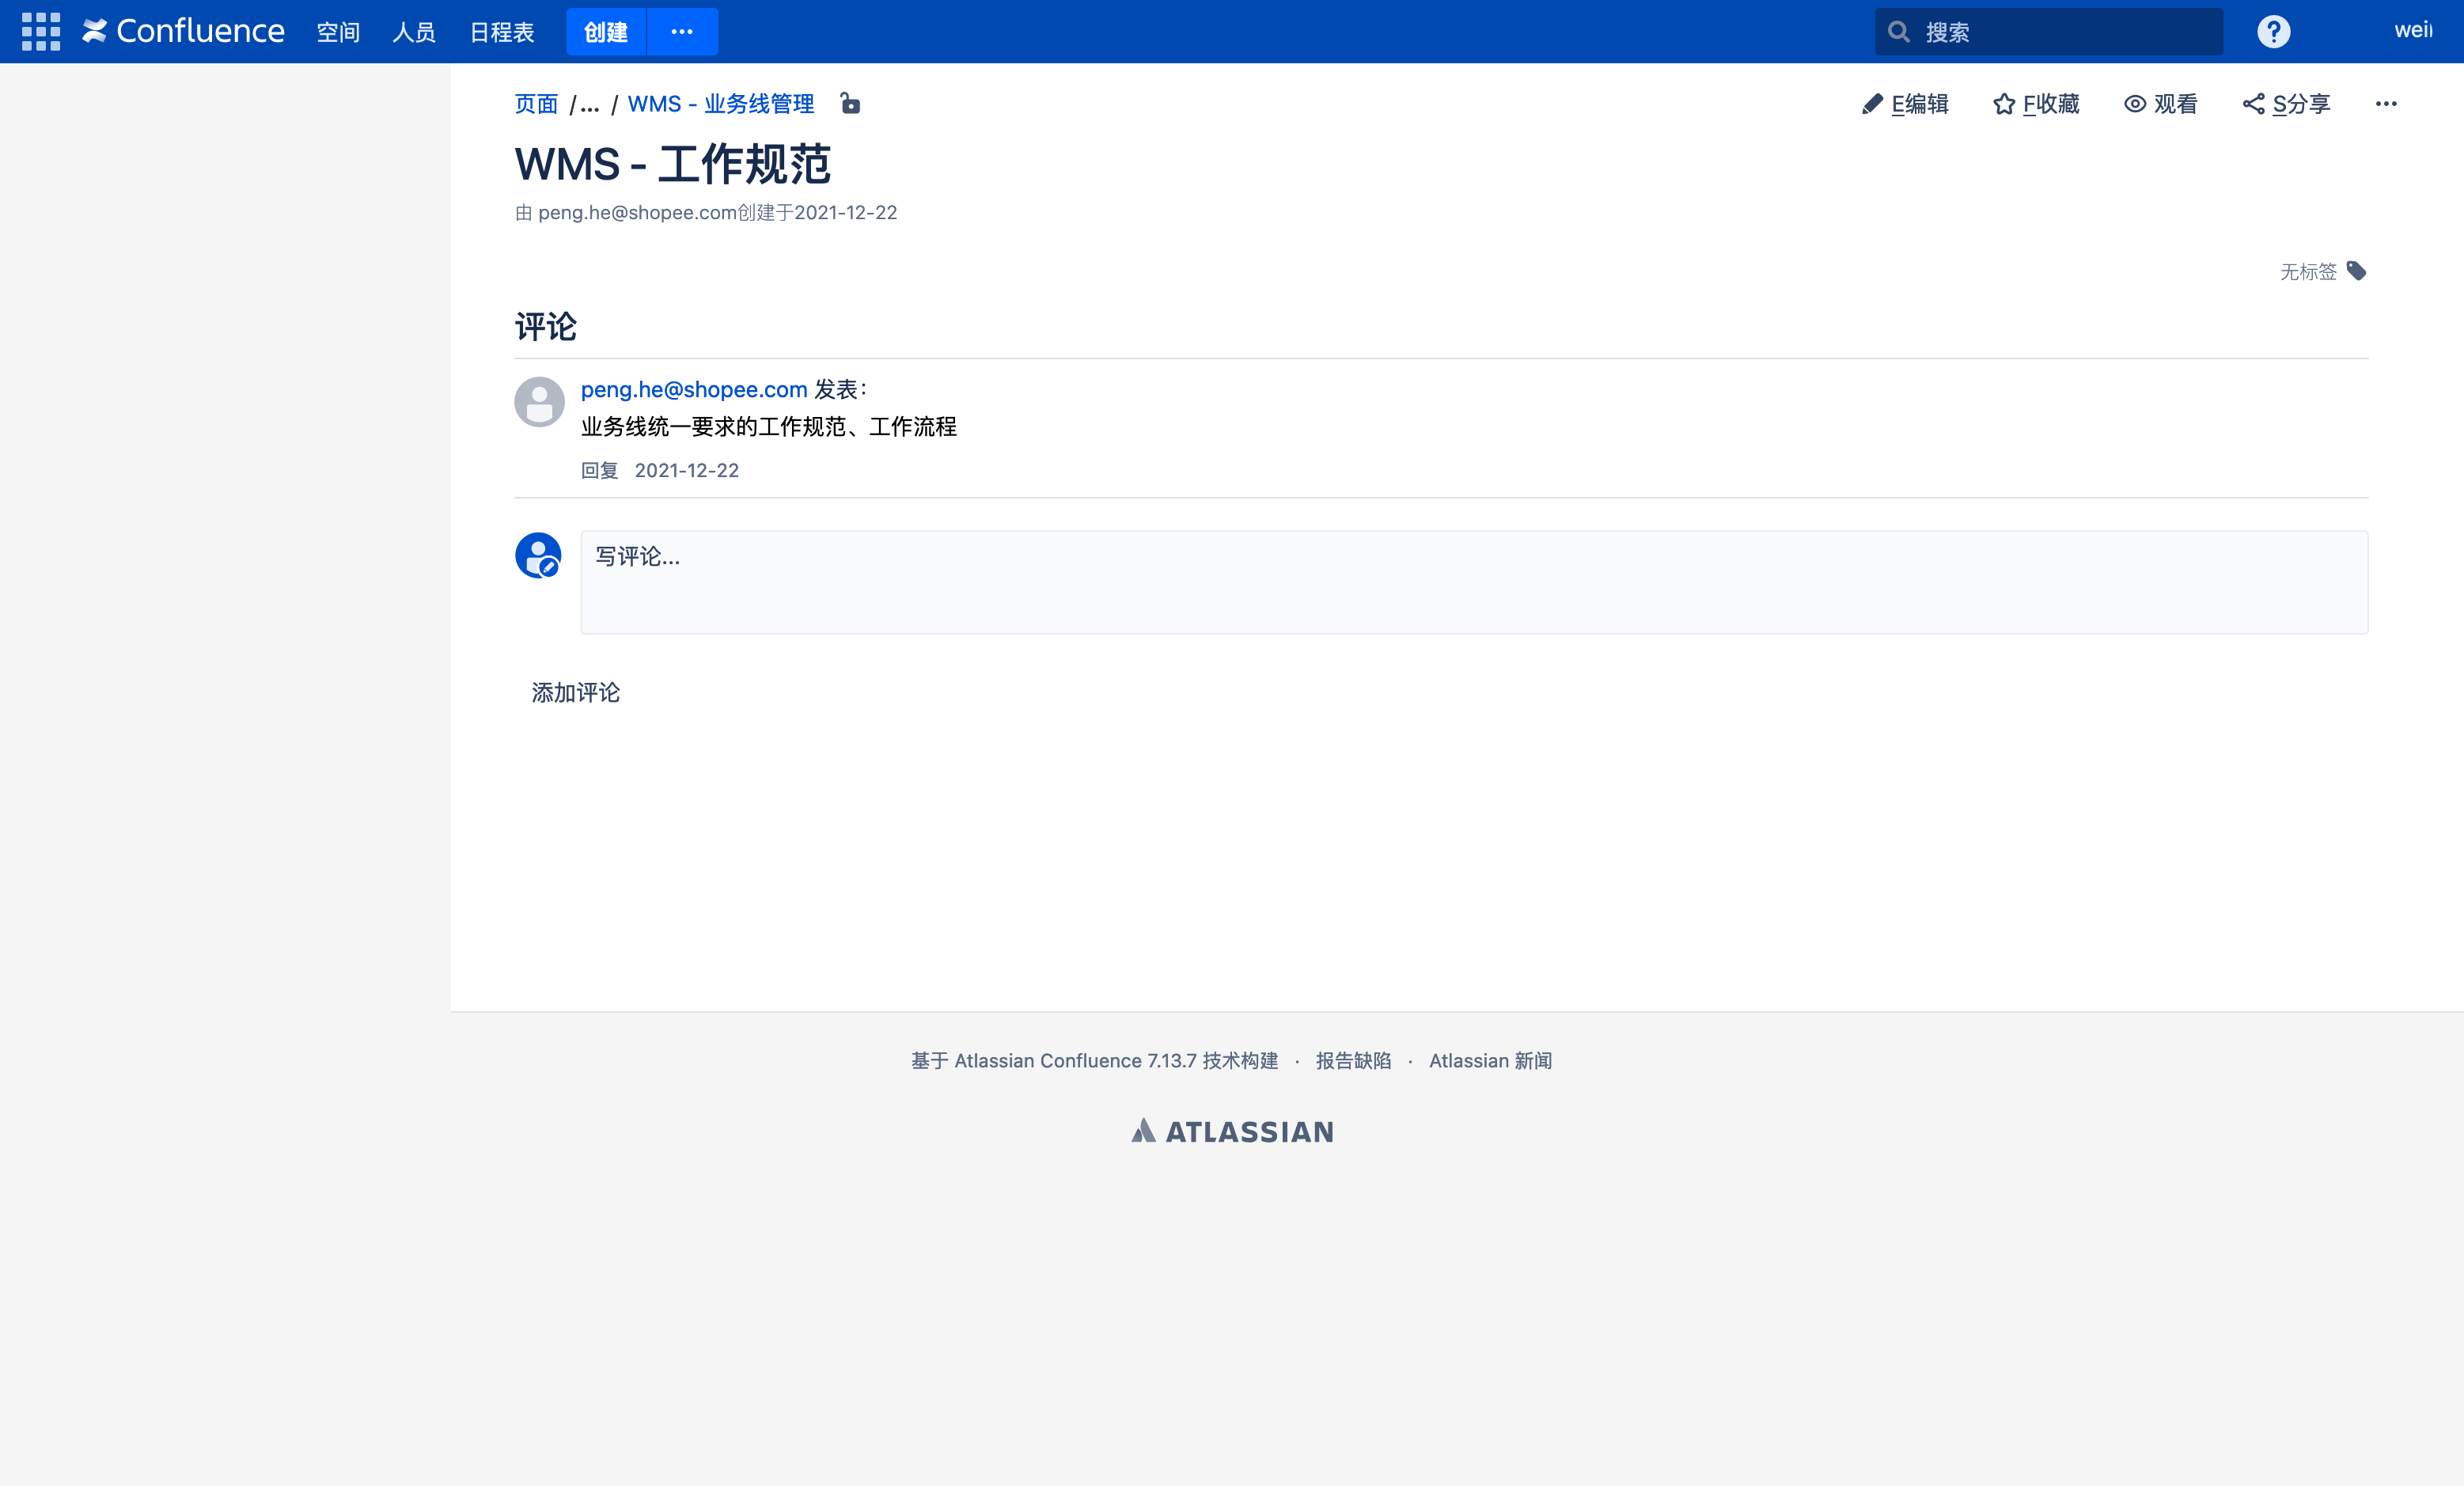 Confluence 空间 人员 日程表 创建 ··· 搜索 ?
页面 /... / WMS - 业务线管理 E编辑 F收藏 观看 S分享 ···
WMS - 工作规范
由 peng.he@shopee.com创建于2021-12-22
无标签
评论
peng.he@shopee.com 发表:
业务线统一要求的工作规范、工作流程
回复 2021-12-22
写评论...
添加评论
基于 Atlassian Confluence 7.13.7 技术构建 · 报告缺陷 · Atlassian 新闻
ATLASSIAN